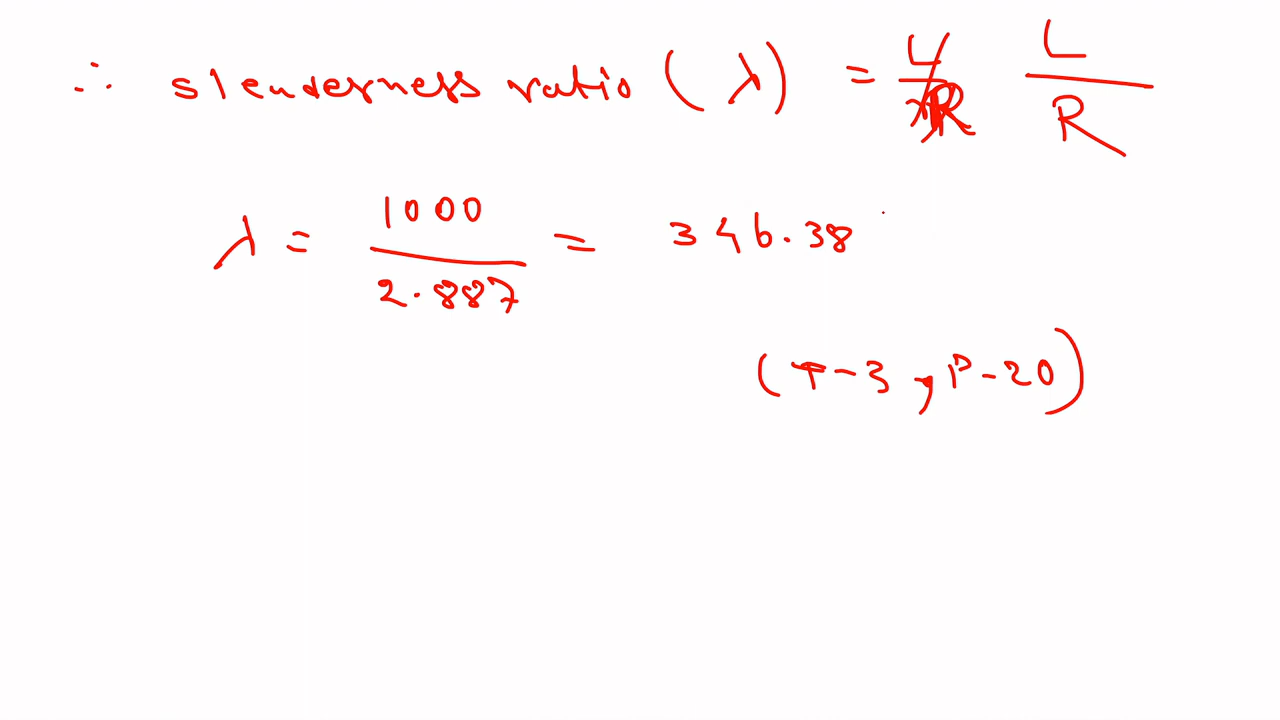 ∴ slenderness ratio (λ) = L/R
λ = 1000/2.887 = 346.38
(T-3, P-20)